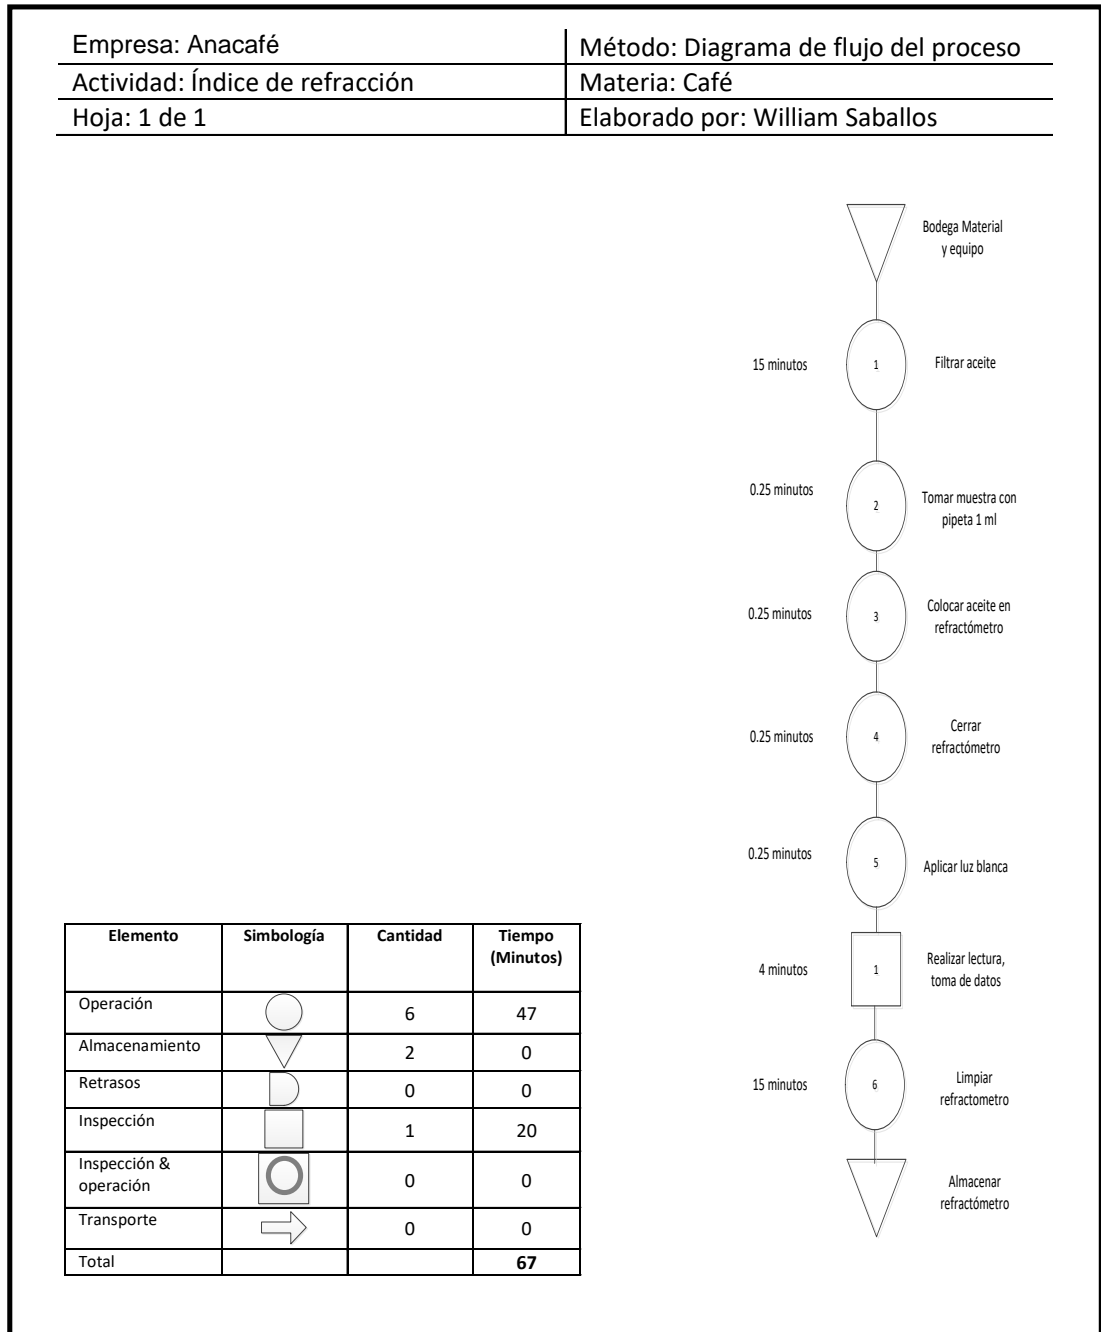 Empresa: Anacafé
Método: Diagrama de flujo del proceso
Actividad: Índice de refracción
Materia: Café
Hoja: 1 de 1
Elaborado por: William Saballos
Bodega Material
y equipo
15 minutos
1
Filtrar aceite
0.25 minutos
2
Tomar muestra con
pipeta 1 ml
0.25 minutos
3
Colocar aceite en
refractómetro
0.25 minutos
4
Cerrar
refractómetro
0.25 minutos
5
Aplicar luz blanca
4 minutos
1
Realizar lectura,
toma de datos
15 minutos
6
Limpiar
refractometro
Almacenar
refractómetro
Elemento Simbología Cantidad Tiempo
(Minutos)
Operación 6 47
Almacenamiento 2 0
Retrasos 0 0
Inspección 1 20
Inspección &
operación 0 0
Transporte 0 0
Total 67